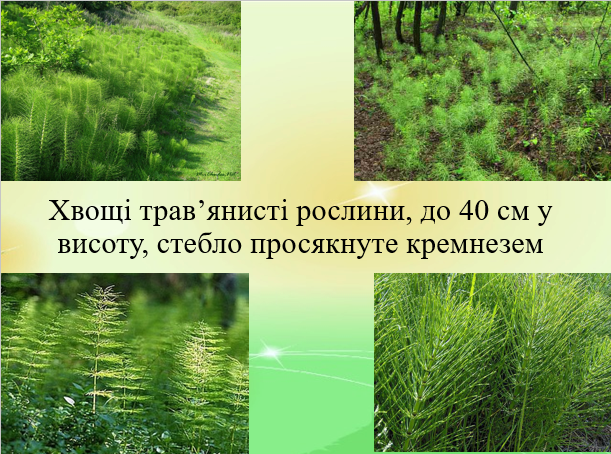 Хвощі трав’янисті рослини, до 40 см у
висоту, стебло просякнуте кремнезем